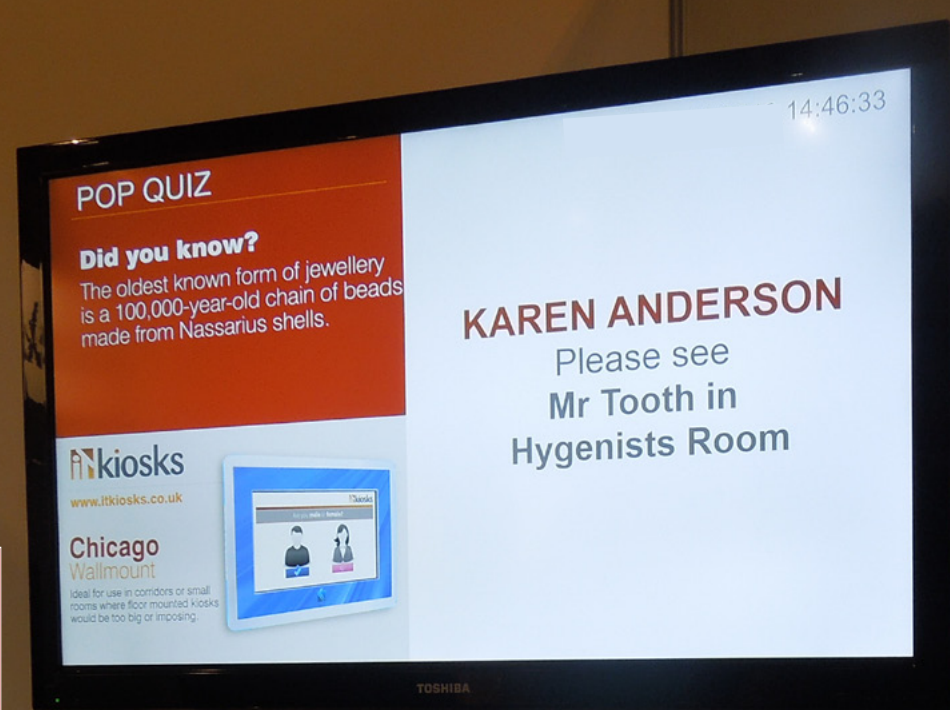 14:46:33
POP QUIZ
Did you know?
The oldest known form of jewellery
is a 100,000-year-old chain of beads
made from Nassarius shells.
KAREN ANDERSON
Please see
Mr Tooth in
Hygenists Room
kiosks
www.itkiosks.co.uk
Chicago
Wallmount
Ideal for use in corridors or small
rooms where floor mounted kiosks
would be too big or imposing.
TOSHIBA